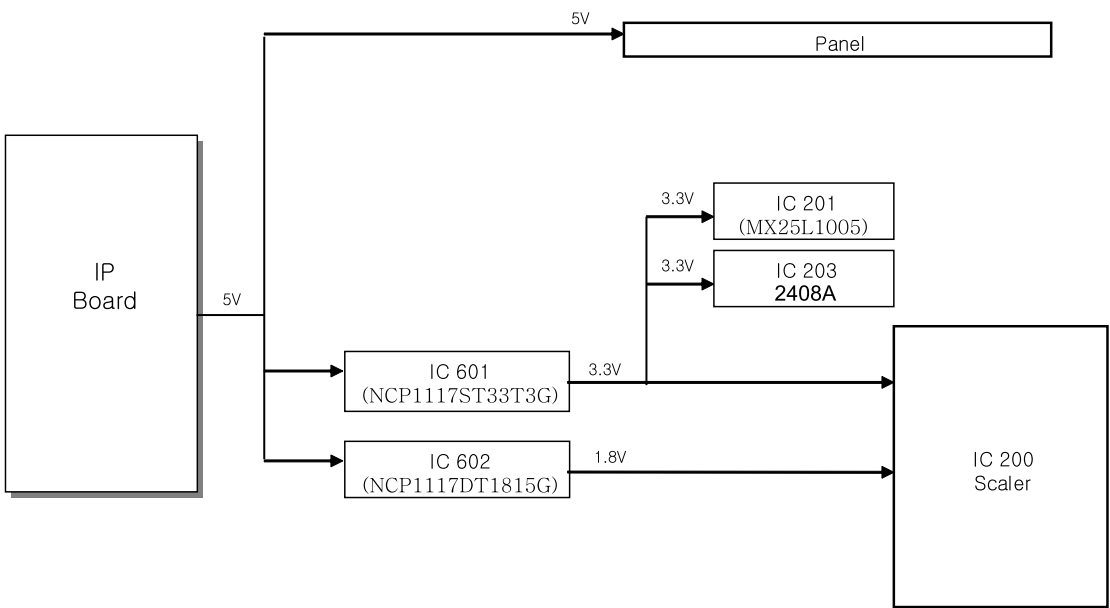 5V
Panel
3.3V
IC 201
(MX25L1005)
3.3V
IC 203
2408A
IP
Board
5V
IC 601
(NCP1117ST33T3G)
3.3V
IC 602
(NCP1117DT1815G)
1.8V
IC 200
Scaler